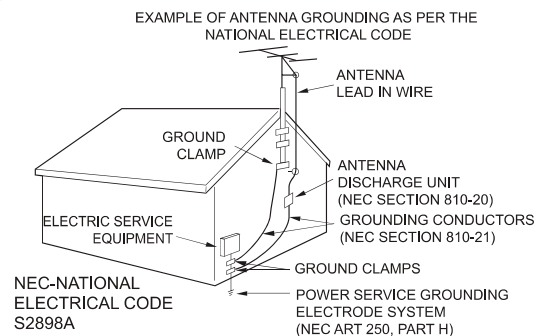 EXAMPLE OF ANTENNA GROUNDING AS PER THE
NATIONAL ELECTRICAL CODE
ANTENNA
LEAD IN WIRE
GROUND
CLAMP
ANTENNA
DISCHARGE UNIT
(NEC SECTION 810-20)
ELECTRIC SERVICE
EQUIPMENT
GROUNDING CONDUCTORS
(NEC SECTION 810-21)
GROUND CLAMPS
POWER SERVICE GROUNDING
ELECTRODE SYSTEM
(NEC ART 250, PART H)
NEC-NATIONAL
ELECTRICAL CODE
S2898A